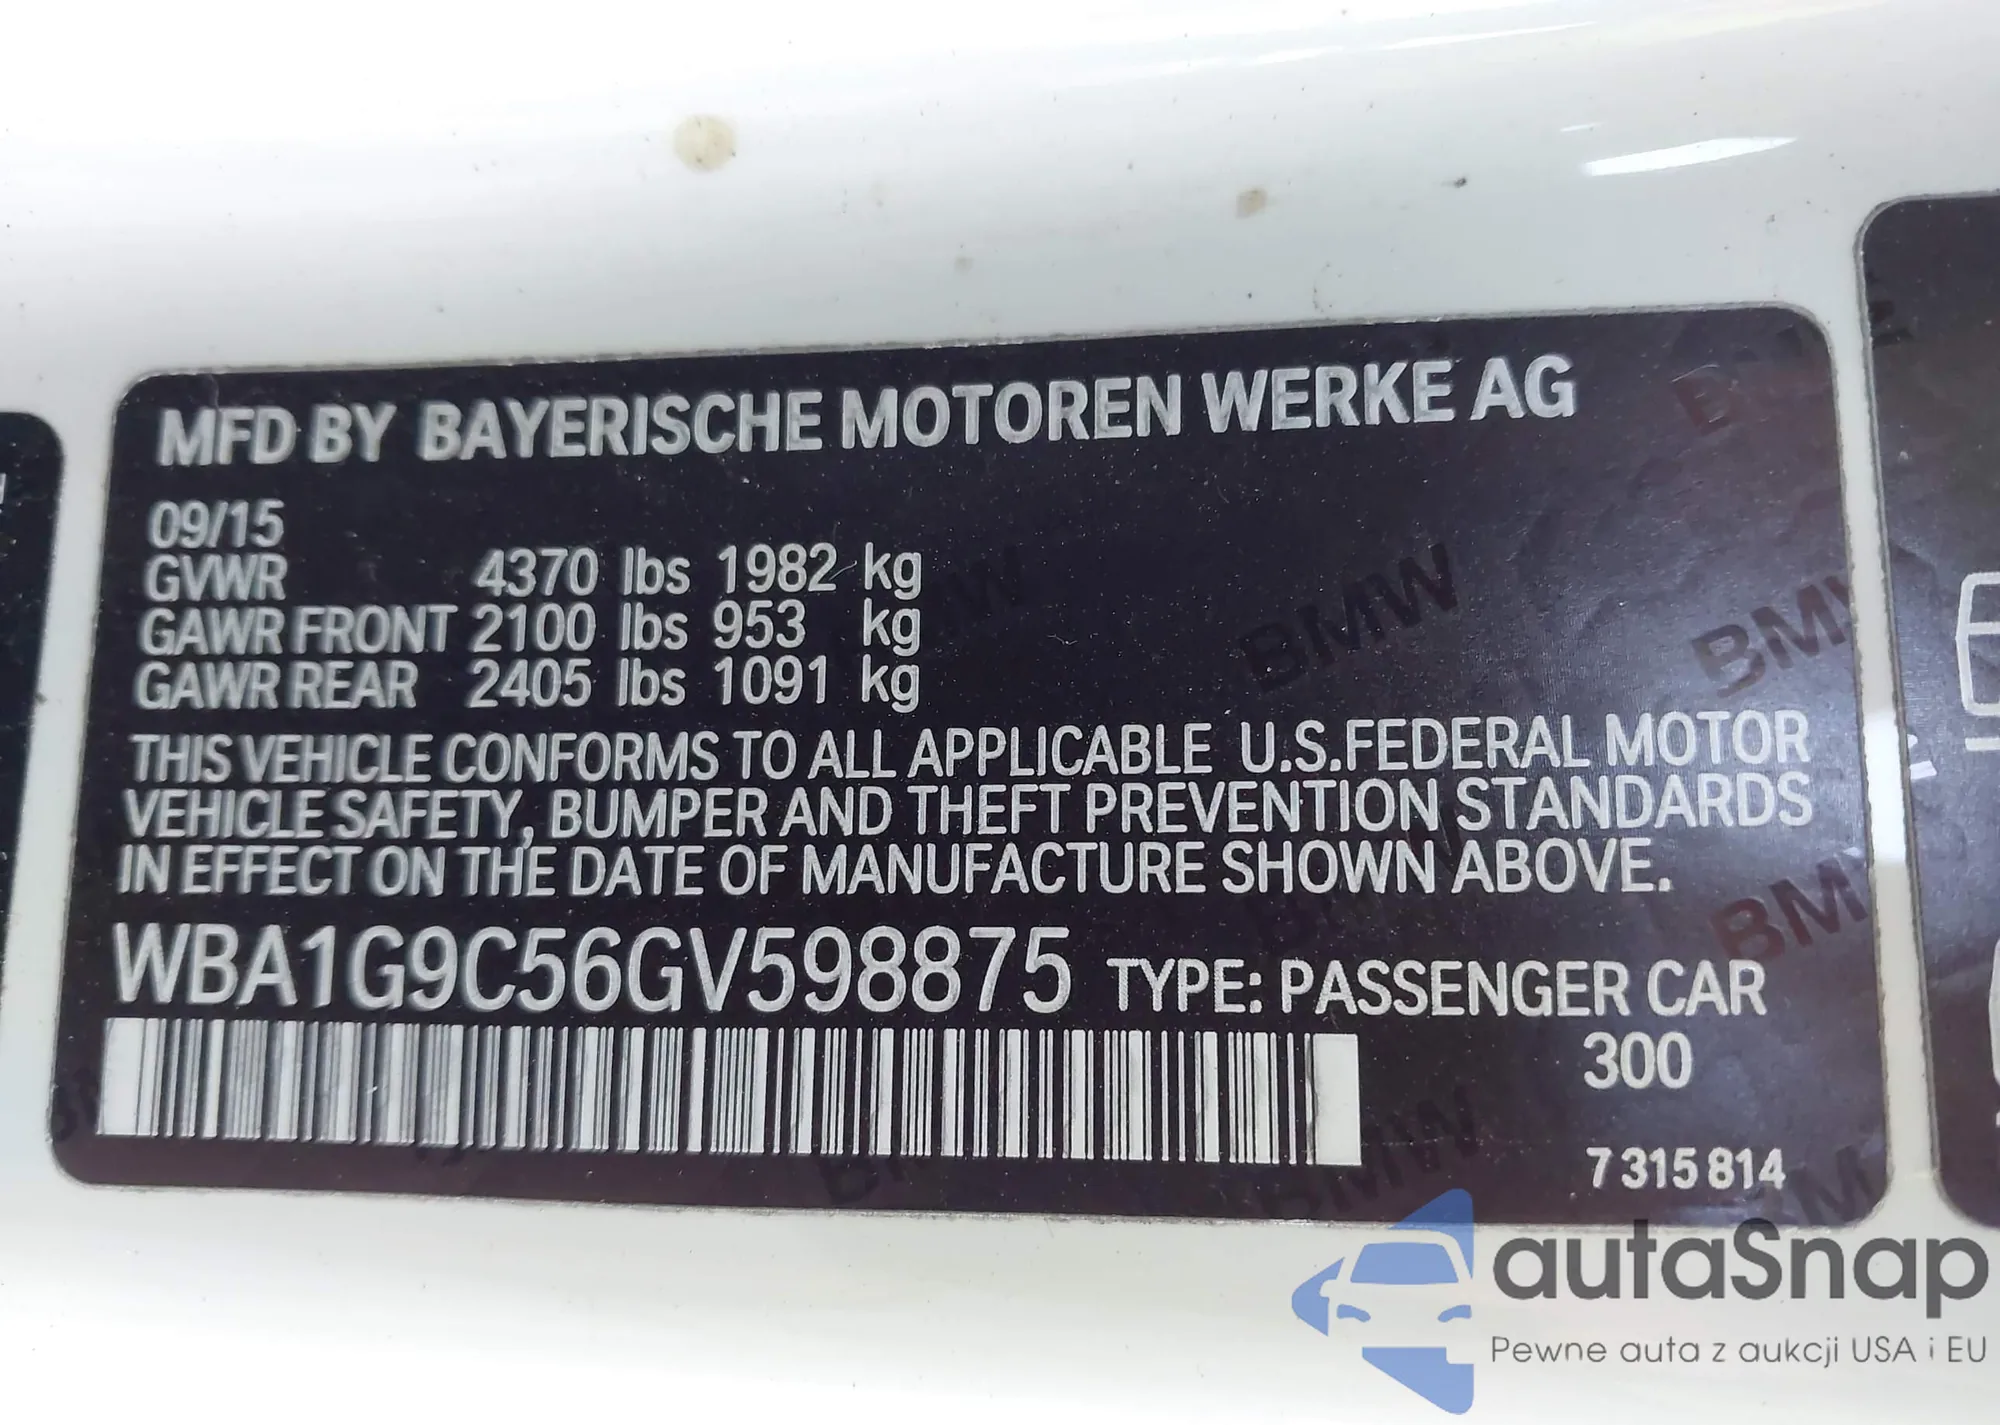 MFD BY BAYERISCHE MOTOREN WERKE AG
09/15
GVWR 4370 lbs 1982 kg
GAWR FRONT 2100 lbs 953 kg
GAWR REAR 2405 lbs 1091 kg
THIS VEHICLE CONFORMS TO ALL APPLICABLE U.S.FEDERAL MOTOR
VEHICLE SAFETY, BUMPER AND THEFT PREVENTION STANDARDS
IN EFFECT ON THE DATE OF MANUFACTURE SHOWN ABOVE.
WBA1G9C56GV598875 TYPE: PASSENGER CAR
300
7 315 814
BMW
BMW
autaSnap
Pewne auta z aukcji USA i EU